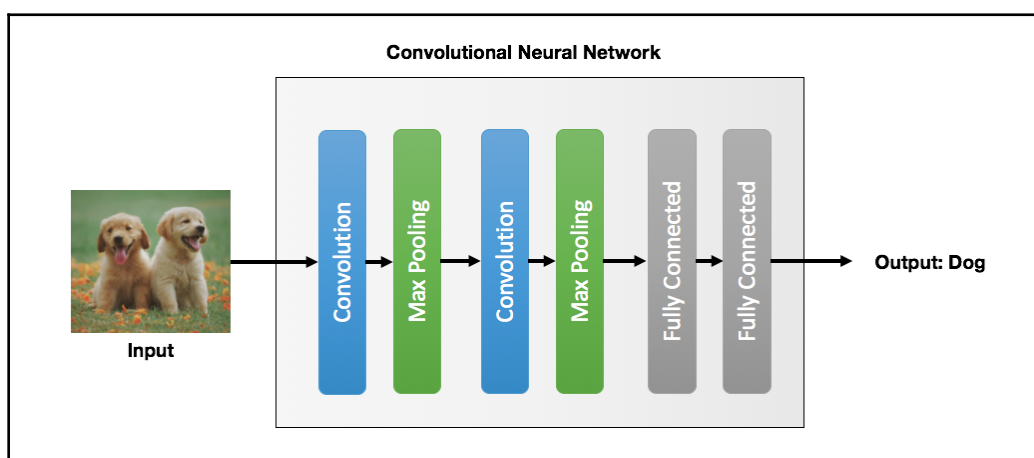 Convolutional Neural Network
Input
Convolution
Max Pooling
Convolution
Max Pooling
Fully Connected
Fully Connected
Output: Dog